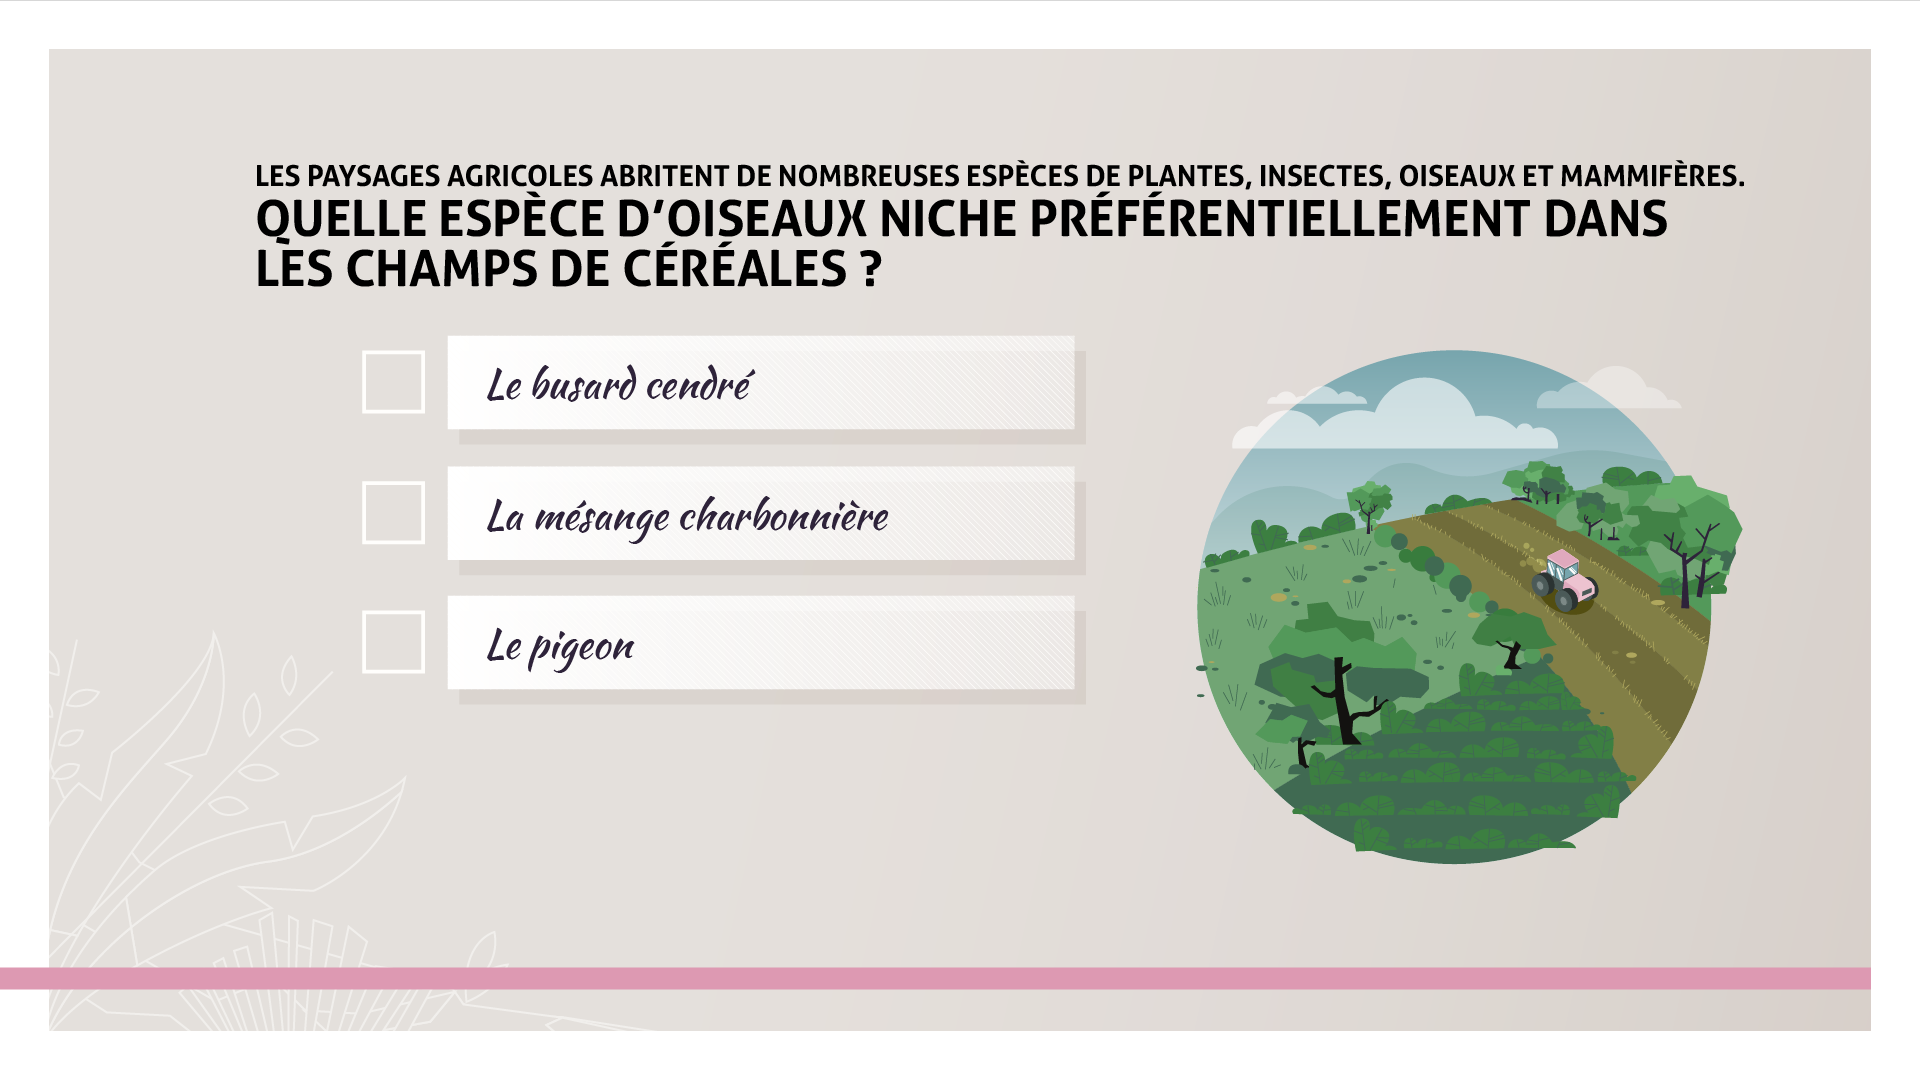 LES PAYSAGES AGRICOLES ABRITENT DE NOMBREUSES ESPÈCES DE PLANTES, INSECTES, OISEAUX ET MAMMIFÈRES.
QUELLE ESPÈCE D’OISEAUX NICHE PRÉFÉRENTIELLEMENT DANS
LES CHAMPS DE CÉRÉALES ?
Le busard cendré
La mésange charbonnière
Le pigeon